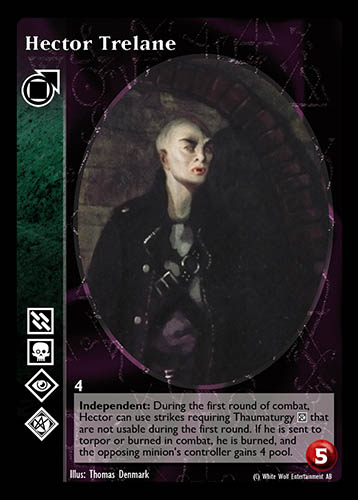 Hector Trelane
4
Independent: During the first round of combat,
Hector can use strikes requiring Thaumaturgy that
are not usable during the first round. If he is sent to
torpor or burned in combat, he is burned, and
the opposing minion's controller gains 4 pool.
5
Illus: Thomas Denmark
(C) White Wolf Entertainment AB